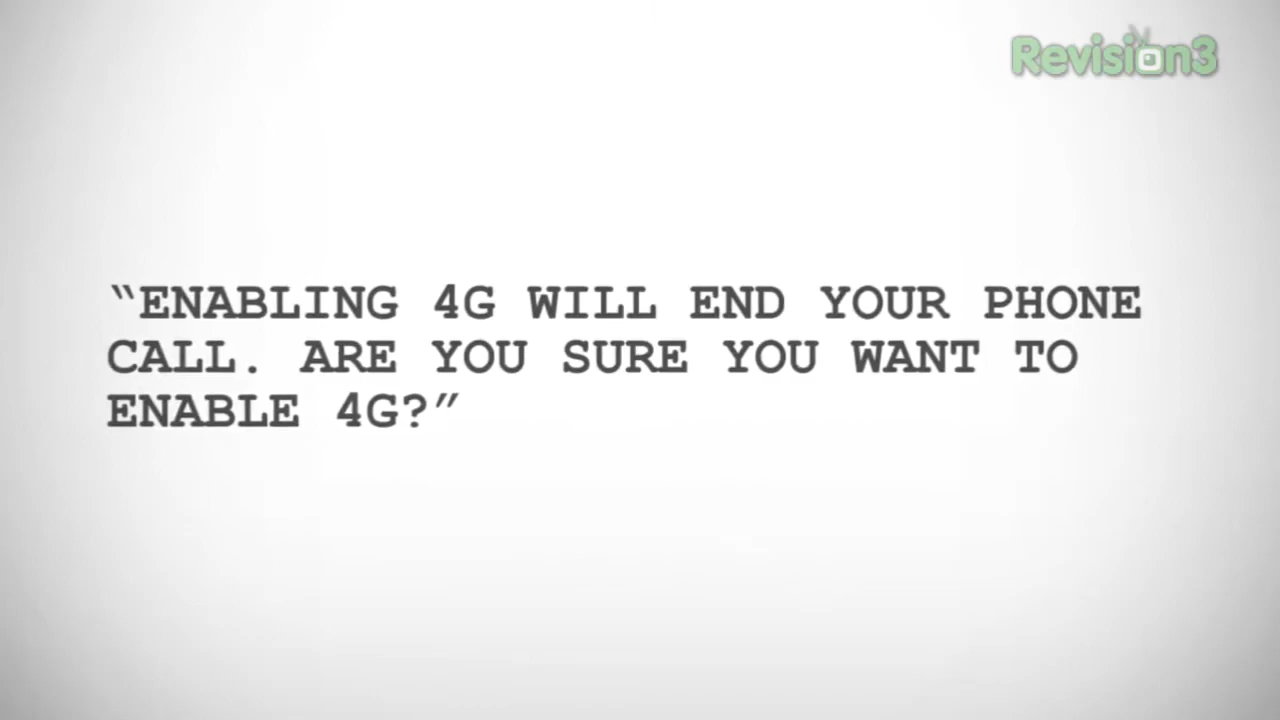 Revision3
“ENABLING 4G WILL END YOUR PHONE
CALL. ARE YOU SURE YOU WANT TO
ENABLE 4G?”